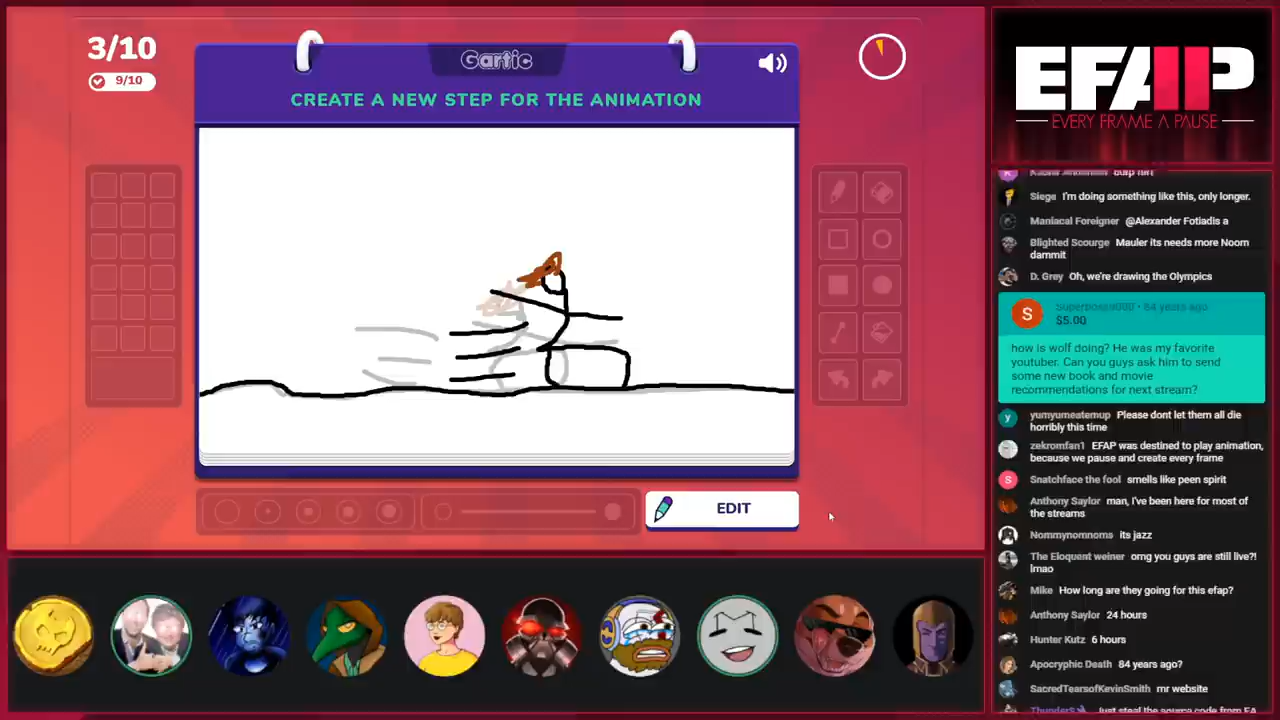 3/10
9/10
Gartic
CREATE A NEW STEP FOR THE ANIMATION
EDIT
EFAP
EVERY FRAME A PAUSE
Siege I'm doing something like this, only longer.
Maniacal Foreigner @Alexander Fotiadis a
Blighted Scourge Mauler its needs more Noom
dammit
D. Grey Oh, we're drawing the Olympics
S
84 years ago
$5.00
how is wolf doing? He was my favorite
youtuber. Can you guys ask him to send
some new book and movie
recommendations for next stream?
y yumyumeatemup Please dont let them all die
horribly this time
zekromfan1 EFAP was destined to play animation,
because we pause and create every frame
S Snatchface the fool smells like peen spirit
Anthony Saylor man, I've been here for most of
the streams
Nommynomnoms its jazz
The Eloquent weiner omg you guys are still live?!
lmao
Mike How long are they going for this efap?
Anthony Saylor 24 hours
Hunter Kutz 6 hours
Apocryphic Death 84 years ago?
SacredTearsofKevinSmith mr website